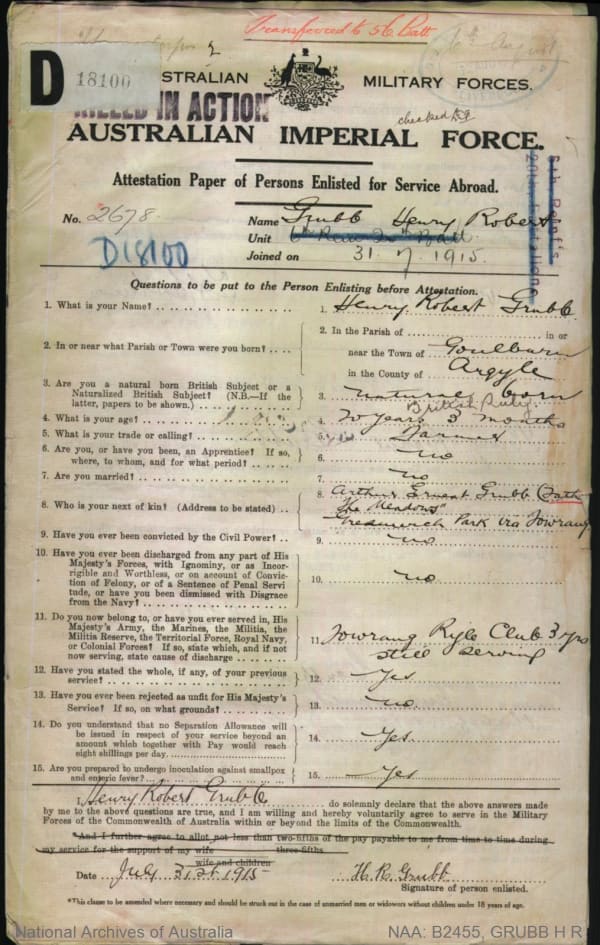 Transferred to 56 Batt
D 18100
AUSTRALIAN MILITARY FORCES.
KILLED IN ACTION
checked
AUSTRALIAN IMPERIAL FORCE.
Attestation Paper of Persons Enlisted for Service Abroad.
No. 2678
Name Grubb Henry Robert
D18100
Unit
Joined on 31.7.1915.
Questions to be put to the Person Enlisting before Attestation.
1. What is your Name? 1. Henry Robert Grubb
2. In or near what Parish or Town were you born? 2. In the Parish of in or
near the Town of Goulburn
in the County of Argyle
3. Are you a natural born British Subject or a
Naturalized British Subject? (N.B.—If the
latter, papers to be shown.) 3. natural born
British Subj.
4. What is your age? 4. 20 years 3 months
5. What is your trade or calling? 5. Farmer
6. Are you, or have you been, an Apprentice? If so,
where, to whom, and for what period? 6. no
7. Are you married? 7. no
8. Who is your next of kin? (Address to be stated) 8. Arthur Ernest Grubb (Fath
"The Meadows"
Greenwich Park via Towrang
9. Have you ever been convicted by the Civil Power? 9. no
10. Have you ever been discharged from any part of His
Majesty's Forces, with Ignominy, or as Incor-
rigible and Worthless, or on account of Convic-
tion of Felony, or of a Sentence of Penal Servi-
tude, or have you been dismissed with Disgrace
from the Navy? 10. no
11. Do you now belong to, or have you ever served in, His
Majesty's Army, the Marines, the Militia, the
Militia Reserve, the Territorial Force, Royal Navy,
or Colonial Forces? If so, state which, and if not
now serving, state cause of discharge 11. Towrang Rifle Club 3 yrs
still serving
12. Have you stated the whole, if any, of your previous
service? 12. Yes
13. Have you ever been rejected as unfit for His Majesty's
Service? If so, on what grounds? 13. no
14. Do you understand that no Separation Allowance will
be issued in respect of your service beyond an
amount which together with Pay would reach
eight shillings per day. 14. Yes
15. Are you prepared to undergo inoculation against smallpox
and enteric fever? 15. Yes
I, Henry Robert Grubb do solemnly declare that the above answers made
by me to the above questions are true, and I am willing and hereby voluntarily agree to serve in the Military
Forces of the Commonwealth of Australia within or beyond the limits of the Commonwealth.
*And I further agree to allot not less than two-fifths of the pay payable to me from time to time during
my service for the support of my wife three-fifths
wife and children
Date July 31st 1915 H. R. Grubb
Signature of person enlisted.
*This clause to be amended where necessary and should be struck out in the case of unmarried men or widowers without children under 18 years of age.
National Archives of Australia NAA: B2455, GRUBB H R